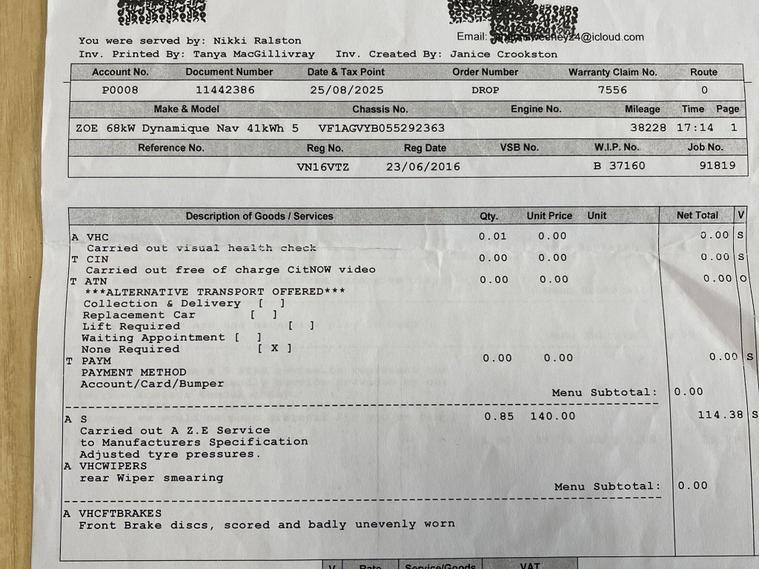 You were served by: Nikki Ralston
Email: @icloud.com
Inv. Printed By: Tanya MacGillivray Inv. Created By: Janice Crookston
Account No. Document Number Date & Tax Point Order Number Warranty Claim No. Route
P0008 11442386 25/08/2025 DROP 7556 0
Make & Model Chassis No. Engine No. Mileage Time Page
ZOE 68kW Dynamique Nav 41kWh 5 VF1AGVYB055292363 38228 17:14 1
Reference No. Reg No. Reg Date VSB No. W.I.P. No. Job No.
VN16VTZ 23/06/2016 B 37160 91819
Description of Goods / Services Qty. Unit Price Unit Net Total V
A VHC 0.01 0.00 0.00 S
Carried out visual health check
T CIN 0.00 0.00 0.00 S
Carried out free of charge CitNOW video
T ATN 0.00 0.00 0.00 O
***ALTERNATIVE TRANSPORT OFFERED***
Collection & Delivery [ ]
Replacement Car [ ]
Lift Required [ ]
Waiting Appointment [ ]
None Required [ X ]
T PAYM 0.00 0.00 0.00 S
PAYMENT METHOD
Account/Card/Bumper
Menu Subtotal: 0.00
A S 0.85 140.00 114.38 S
Carried out A Z.E Service
to Manufacturers Specification
Adjusted tyre pressures.
A VHCWIPERS
rear Wiper smearing
Menu Subtotal: 0.00
A VHCFTBRAKES
Front Brake discs, scored and badly unevenly worn
V Rate Service/Goods VAT